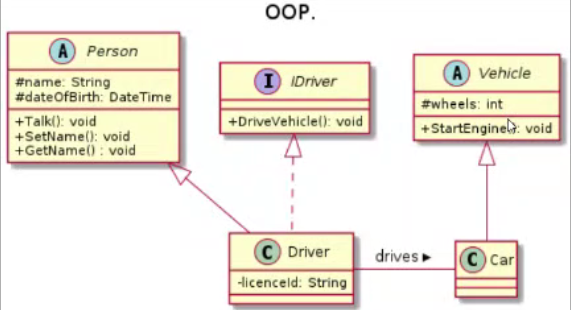 OOP.
A Person
#name: String
#dateOfBirth: DateTime
+Talk(): void
+SetName(): void
+GetName() : void
I IDriver
+DriveVehicle(): void
A Vehicle
#wheels: int
+StartEngine(): void
C Driver
-licenceId: String
drives ▶
C Car